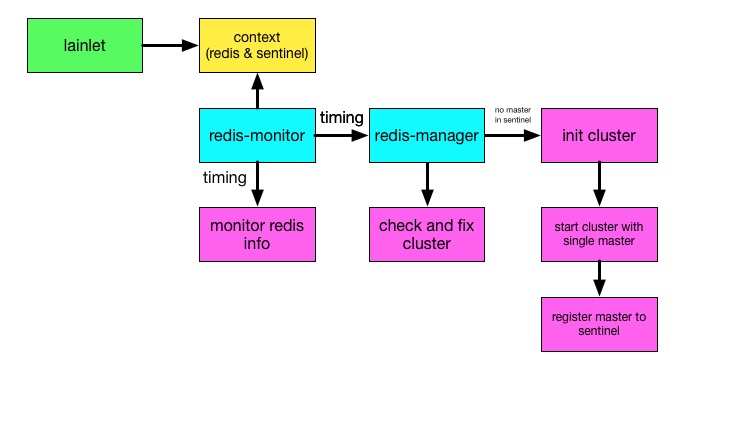 lainlet
context
(redis & sentinel)
redis-monitor
timing
redis-manager
no master
in sentinel
init cluster
timing
monitor redis
info
check and fix
cluster
start cluster with
single master
register master to
sentinel